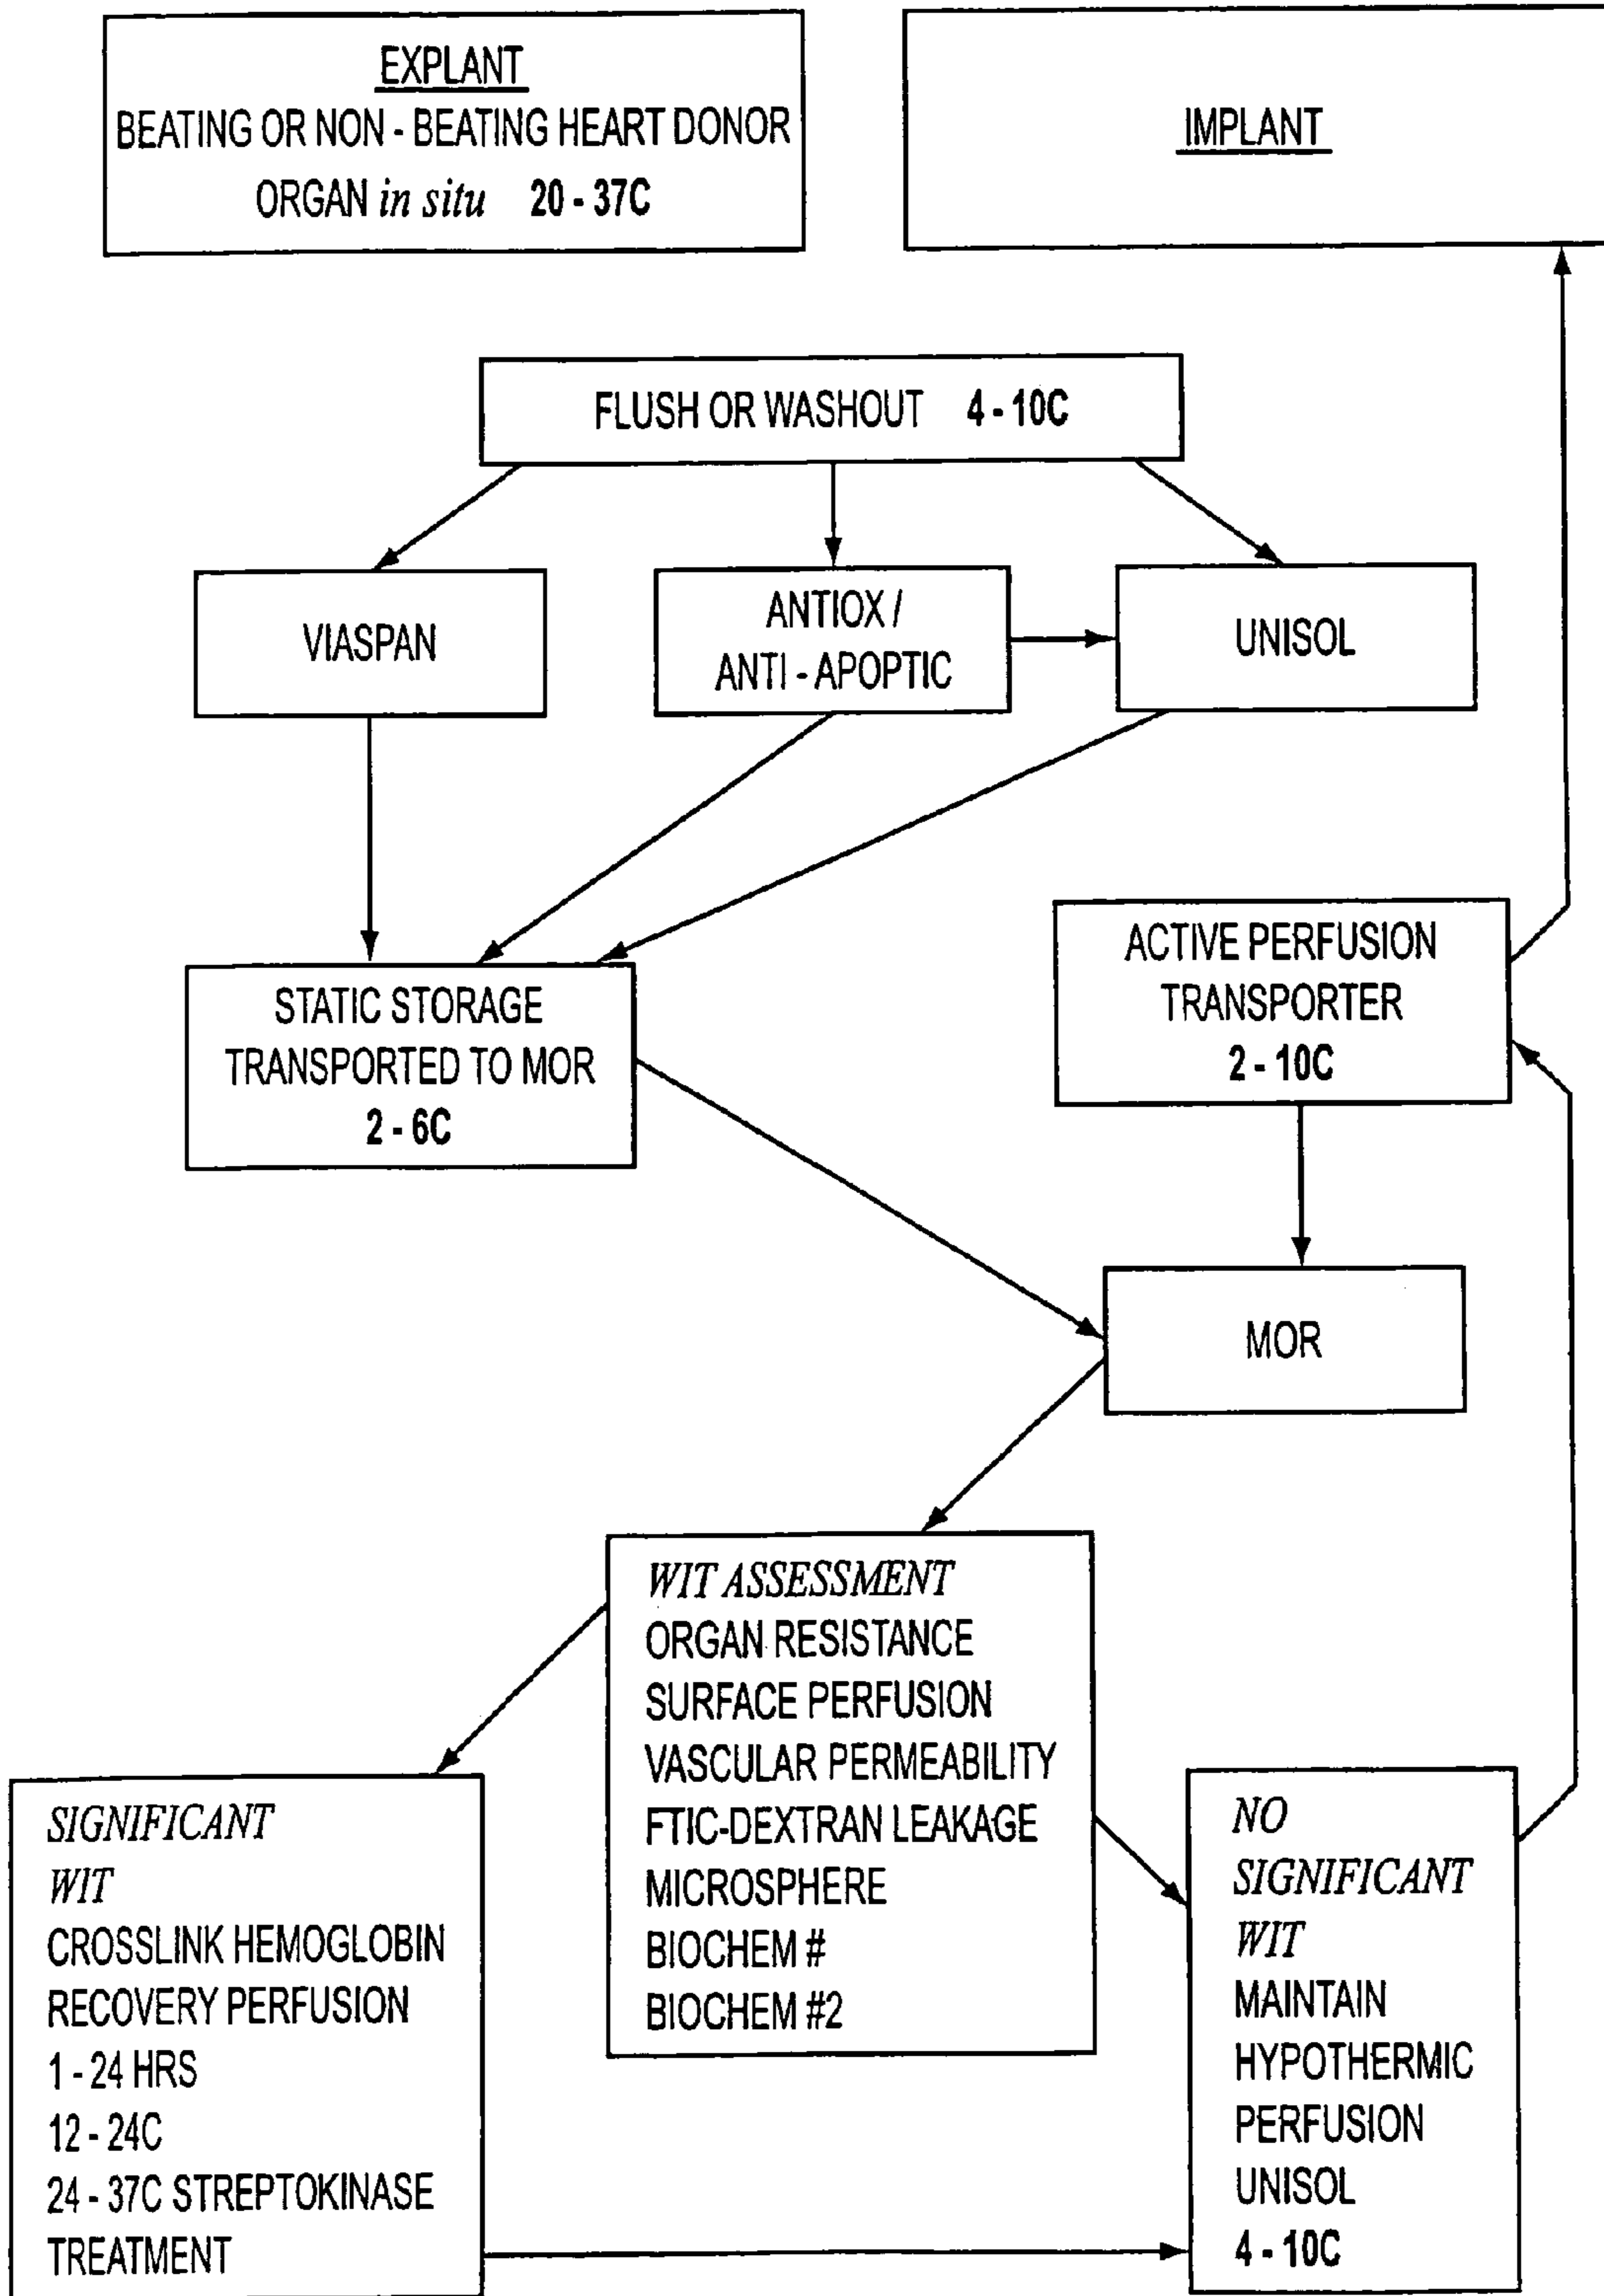 EXPLANT
BEATING OR NON - BEATING HEART DONOR
ORGAN in situ 20 - 37C
IMPLANT
FLUSH OR WASHOUT 4 - 10C
VIASPAN
ANTIOX /
ANTI - APOPTIC
UNISOL
STATIC STORAGE
TRANSPORTED TO MOR
2 - 6C
ACTIVE PERFUSION
TRANSPORTER
2 - 10C
MOR
WIT ASSESSMENT
ORGAN RESISTANCE
SURFACE PERFUSION
VASCULAR PERMEABILITY
FTIC-DEXTRAN LEAKAGE
MICROSPHERE
BIOCHEM #
BIOCHEM #2
SIGNIFICANT
WIT
CROSSLINK HEMOGLOBIN
RECOVERY PERFUSION
1 - 24 HRS
12 - 24C
24 - 37C STREPTOKINASE
TREATMENT
NO
SIGNIFICANT
WIT
MAINTAIN
HYPOTHERMIC
PERFUSION
UNISOL
4 - 10C